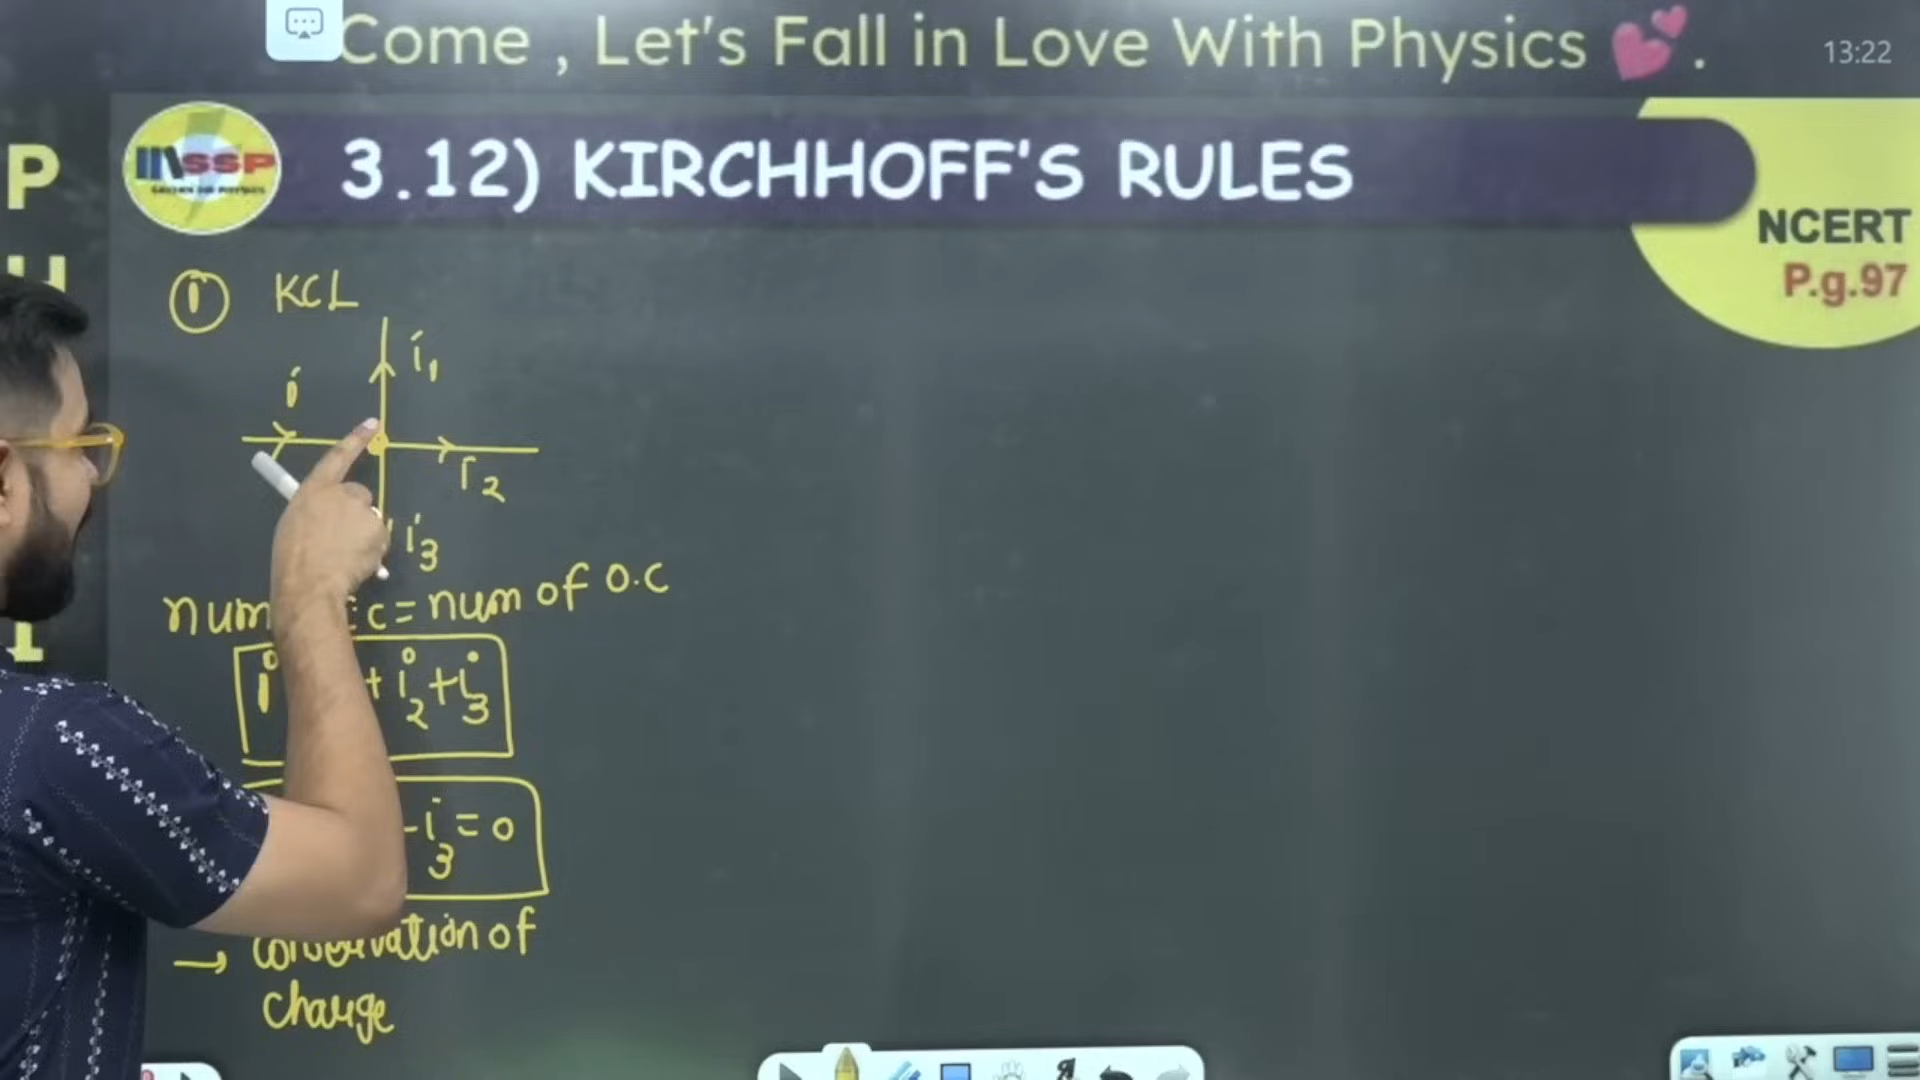 Come , Let's Fall in Love With Physics 💕 .
13:22
P
SSP
3.12) KIRCHHOFF'S RULES
NCERT
P.g.97
① KCL
i
i1
i2
i3
num = num of O.C
i + i2 + i3
- i3 = 0
→ conservation of
charge